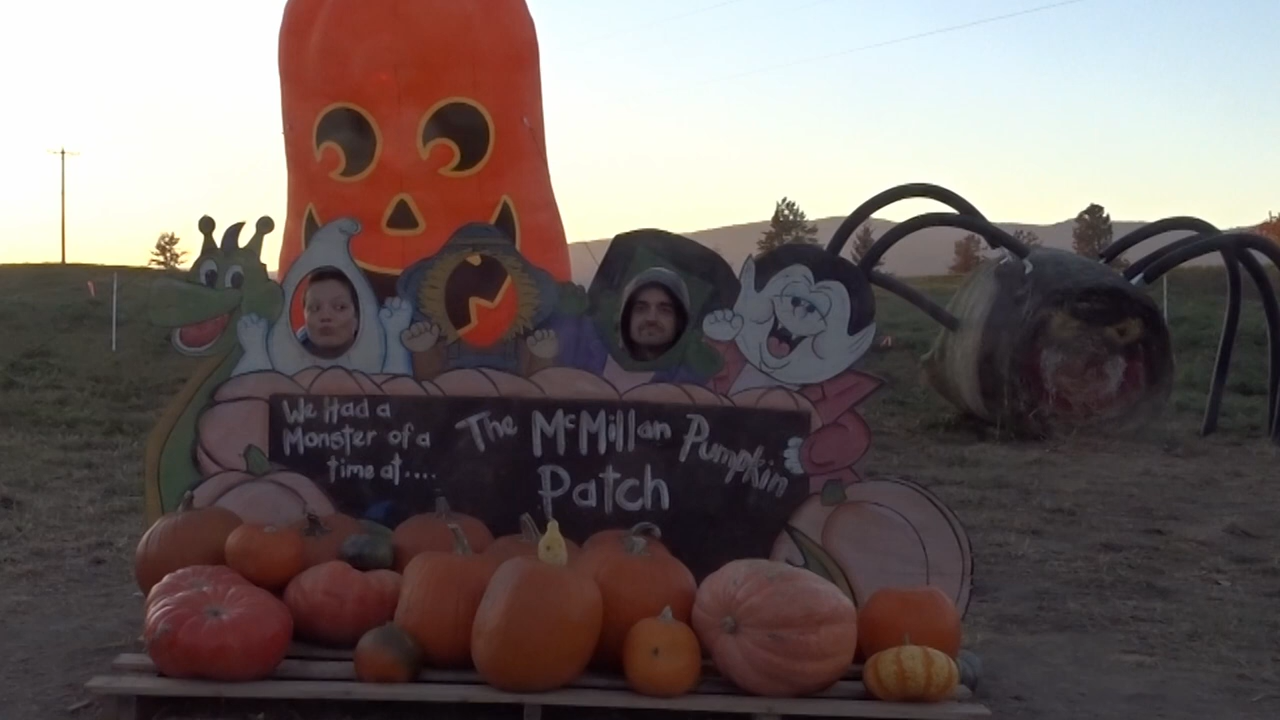 We Had a
Monster of a
time at....
The McMillan Pumpkin
Patch